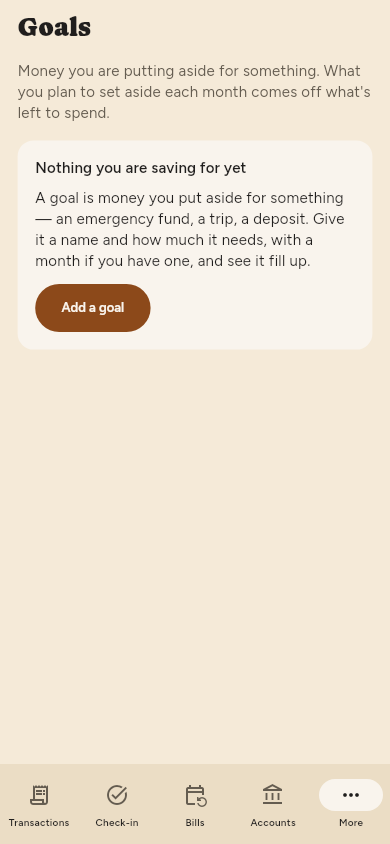 Goals
Money you are putting aside for something. What
you plan to set aside each month comes off what's
left to spend.
Nothing you are saving for yet
A goal is money you put aside for something
— an emergency fund, a trip, a deposit. Give
it a name and how much it needs, with a
month if you have one, and see it fill up.
Add a goal
Transactions
Check-in
Bills
Accounts
More